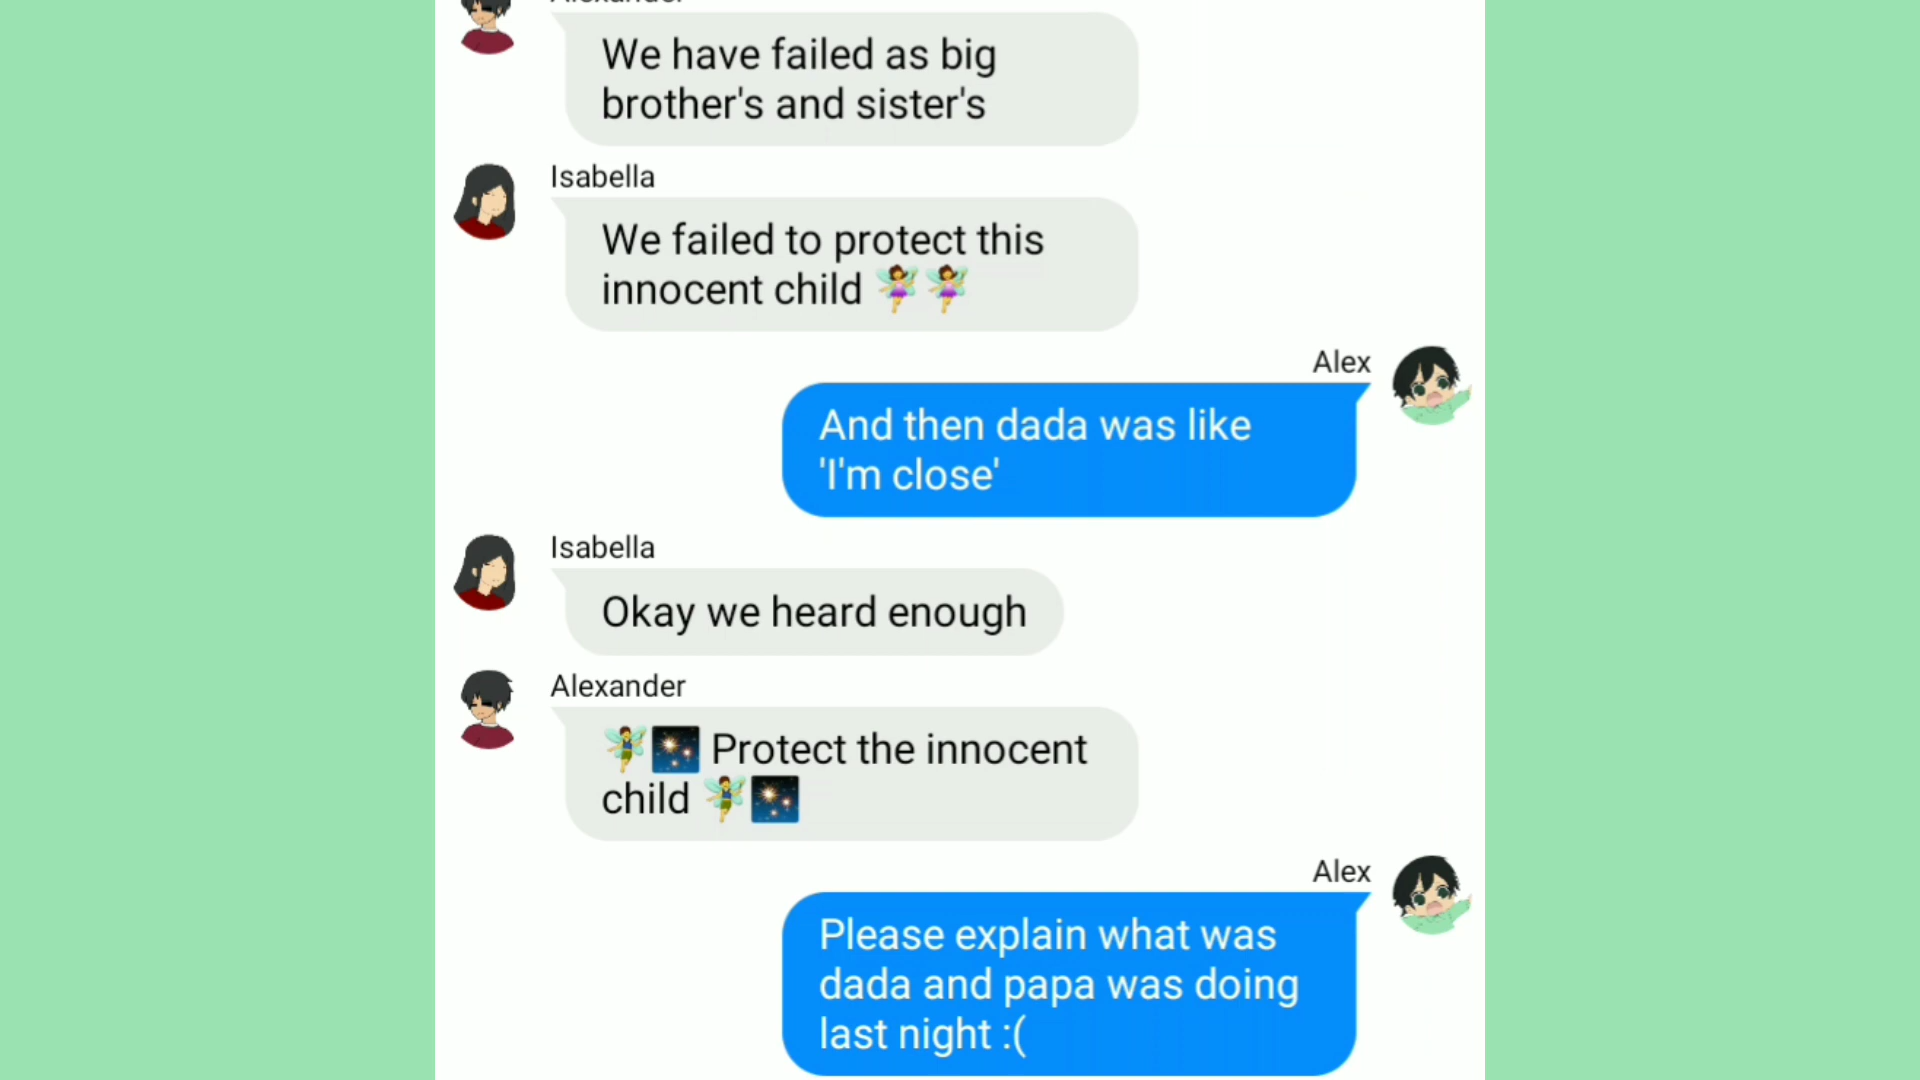 Alexander
We have failed as big
brother's and sister's
Isabella
We failed to protect this
innocent child 🧚‍♀️🧚‍♀️
Alex
And then dada was like
'I'm close'
Isabella
Okay we heard enough
Alexander
🧚‍♂️🎇 Protect the innocent
child 🧚‍♂️🎇
Alex
Please explain what was
dada and papa was doing
last night :(